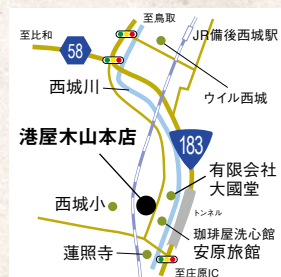 至鳥取
至比和
JR備後西城駅
58
西城川
ウイル西城
港屋木山本店
183
有限会社
大國堂
西城小
トンネル
珈琲屋洗心館
安原旅館
蓮照寺
至庄原IC